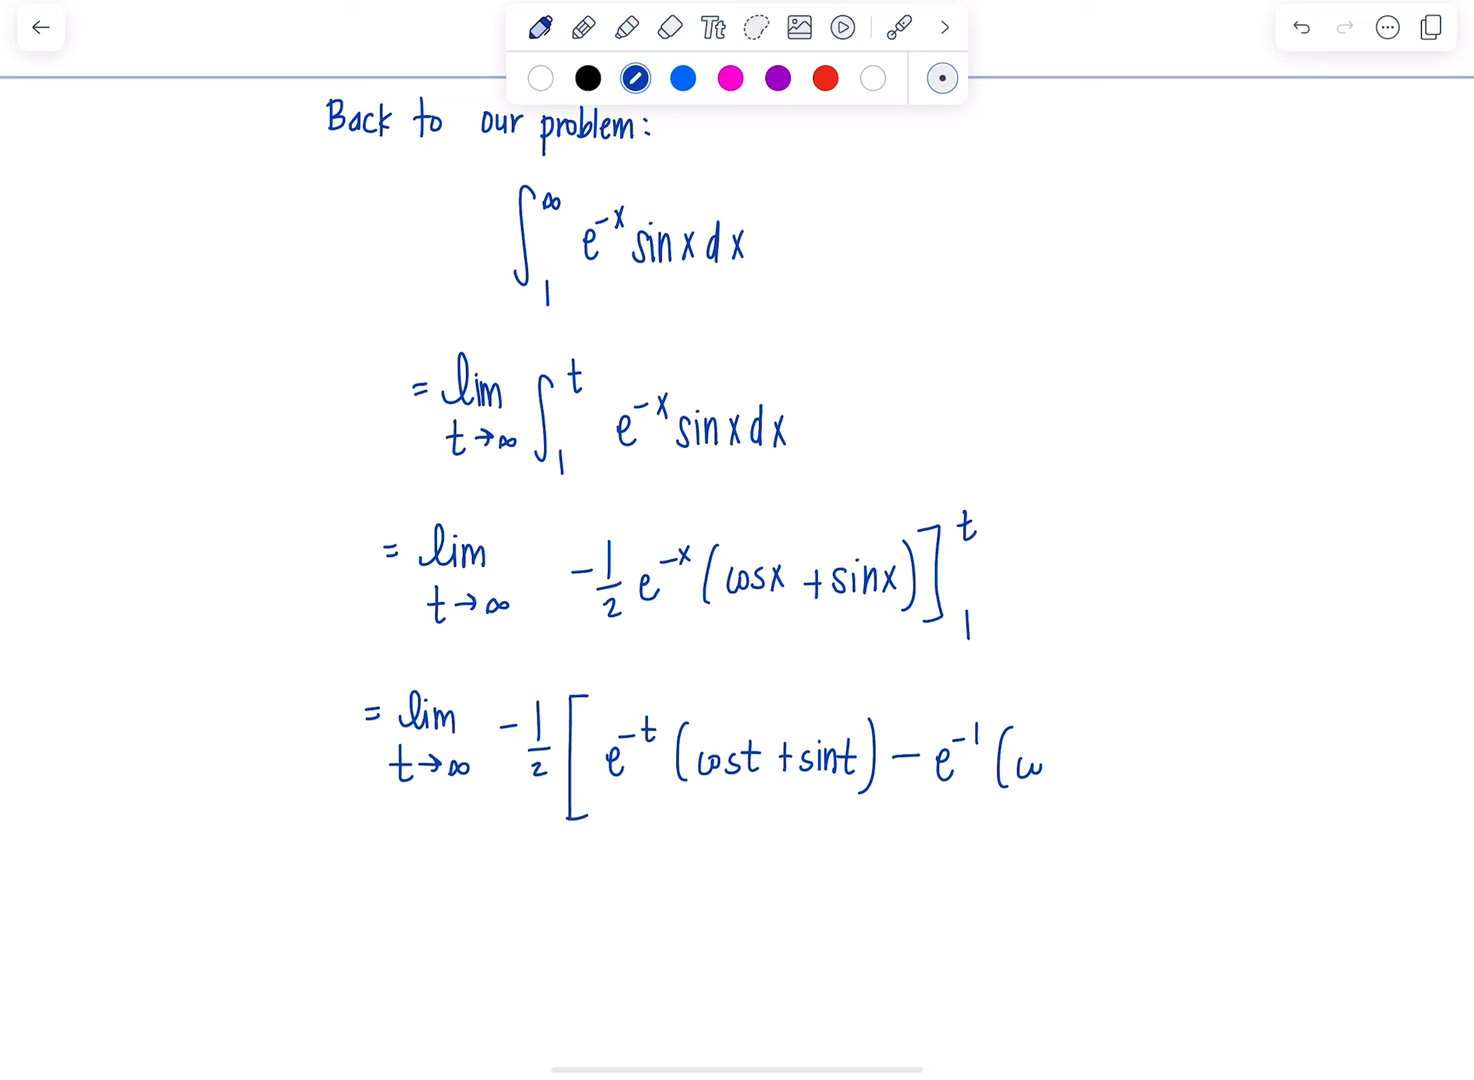 Tt
Back to our problem:
∫₁^∞ e^{-x} sin x dx
= lim_{t→∞} ∫₁^t e^{-x} sin x dx
= lim_{t→∞} -1/2 e^{-x} (cos x + sin x) ]₁^t
= lim_{t→∞} -1/2 [ e^{-t} (cos t + sin t) - e^{-1} (co